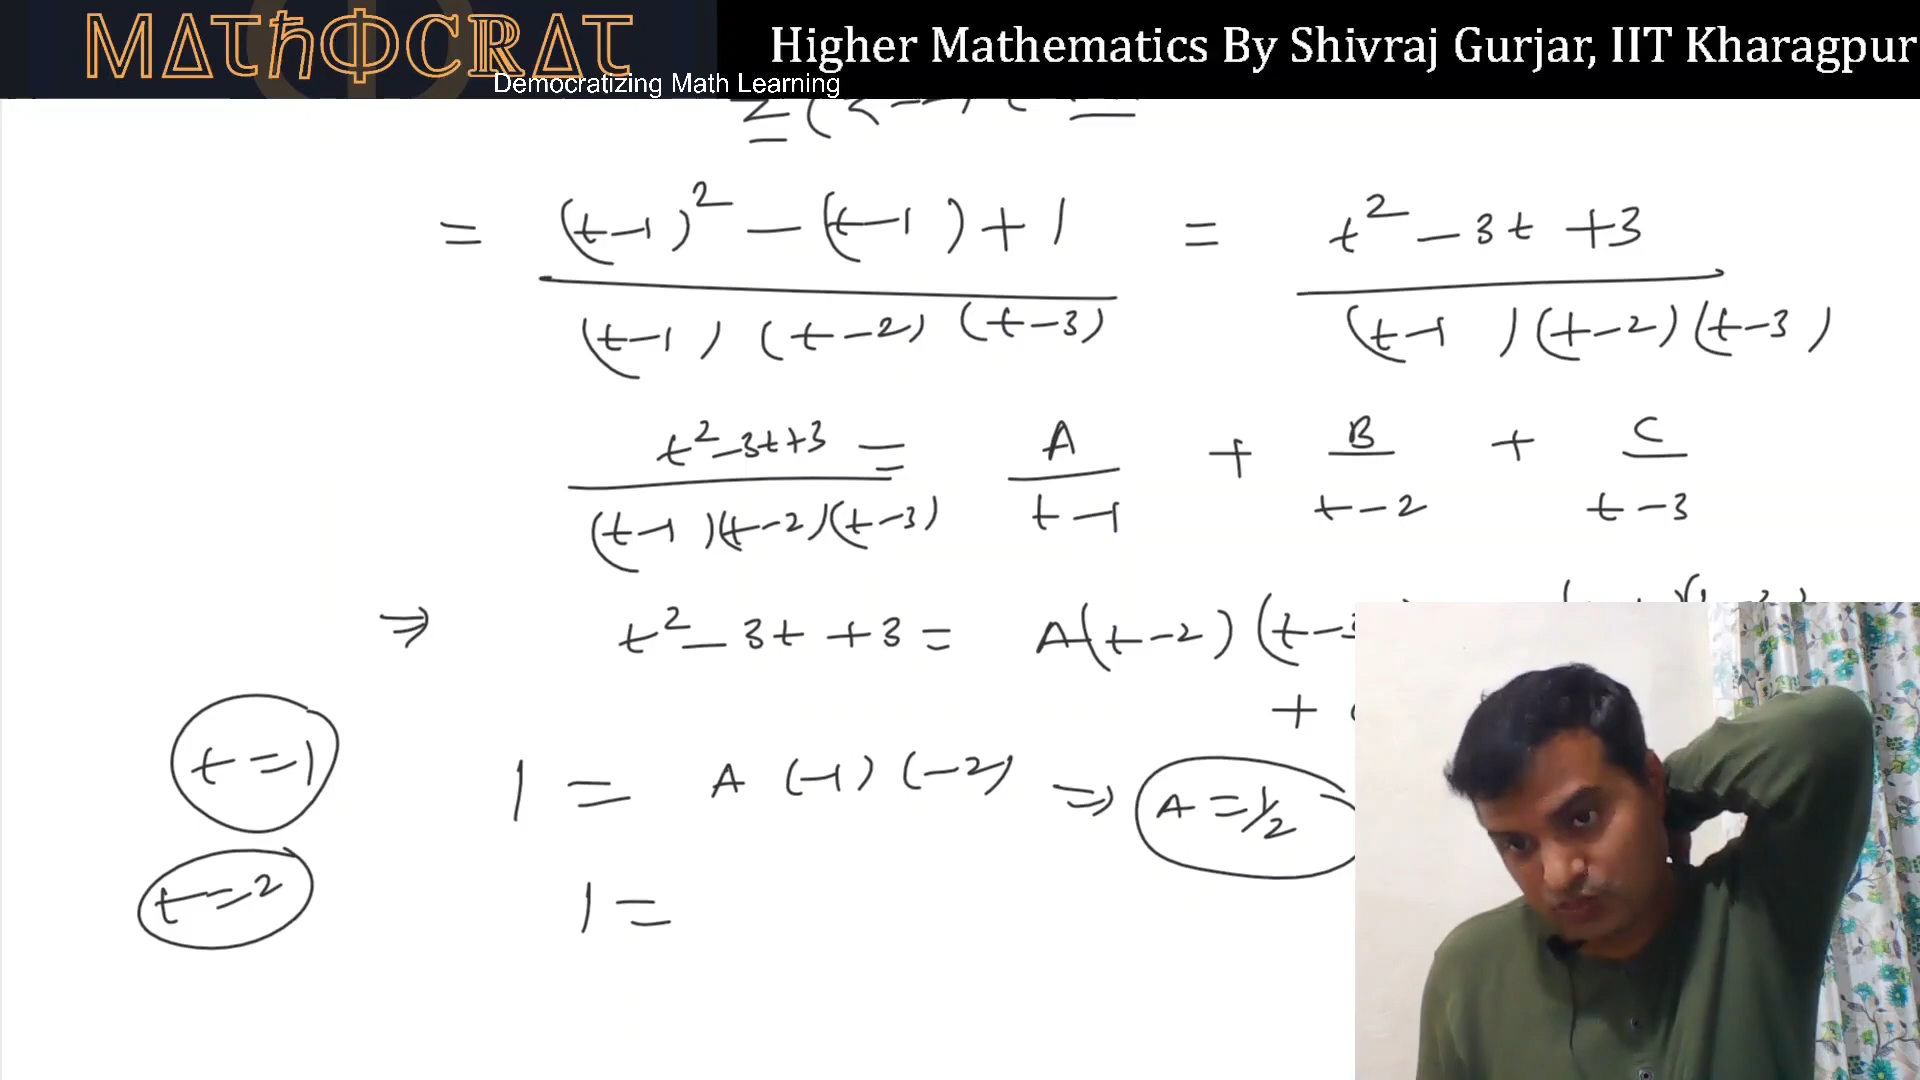 MΔTℏΦCRΔT
Higher Mathematics By Shivraj Gurjar, IIT Kharagpur
Democratizing Math Learning
= (t-1)² - (t-1) + 1 / (t-1) (t-2) (t-3) = t² - 3t + 3 / (t-1) (t-2) (t-3)
t² - 3t + 3 / (t-1) (t-2) (t-3) = A / t-1 + B / t-2 + C / t-3
⇒ t² - 3t + 3 = A(t-2) (t-3
+
t=1 1 = A (-1) (-2) ⇒ A = 1/2
t=2 1 =